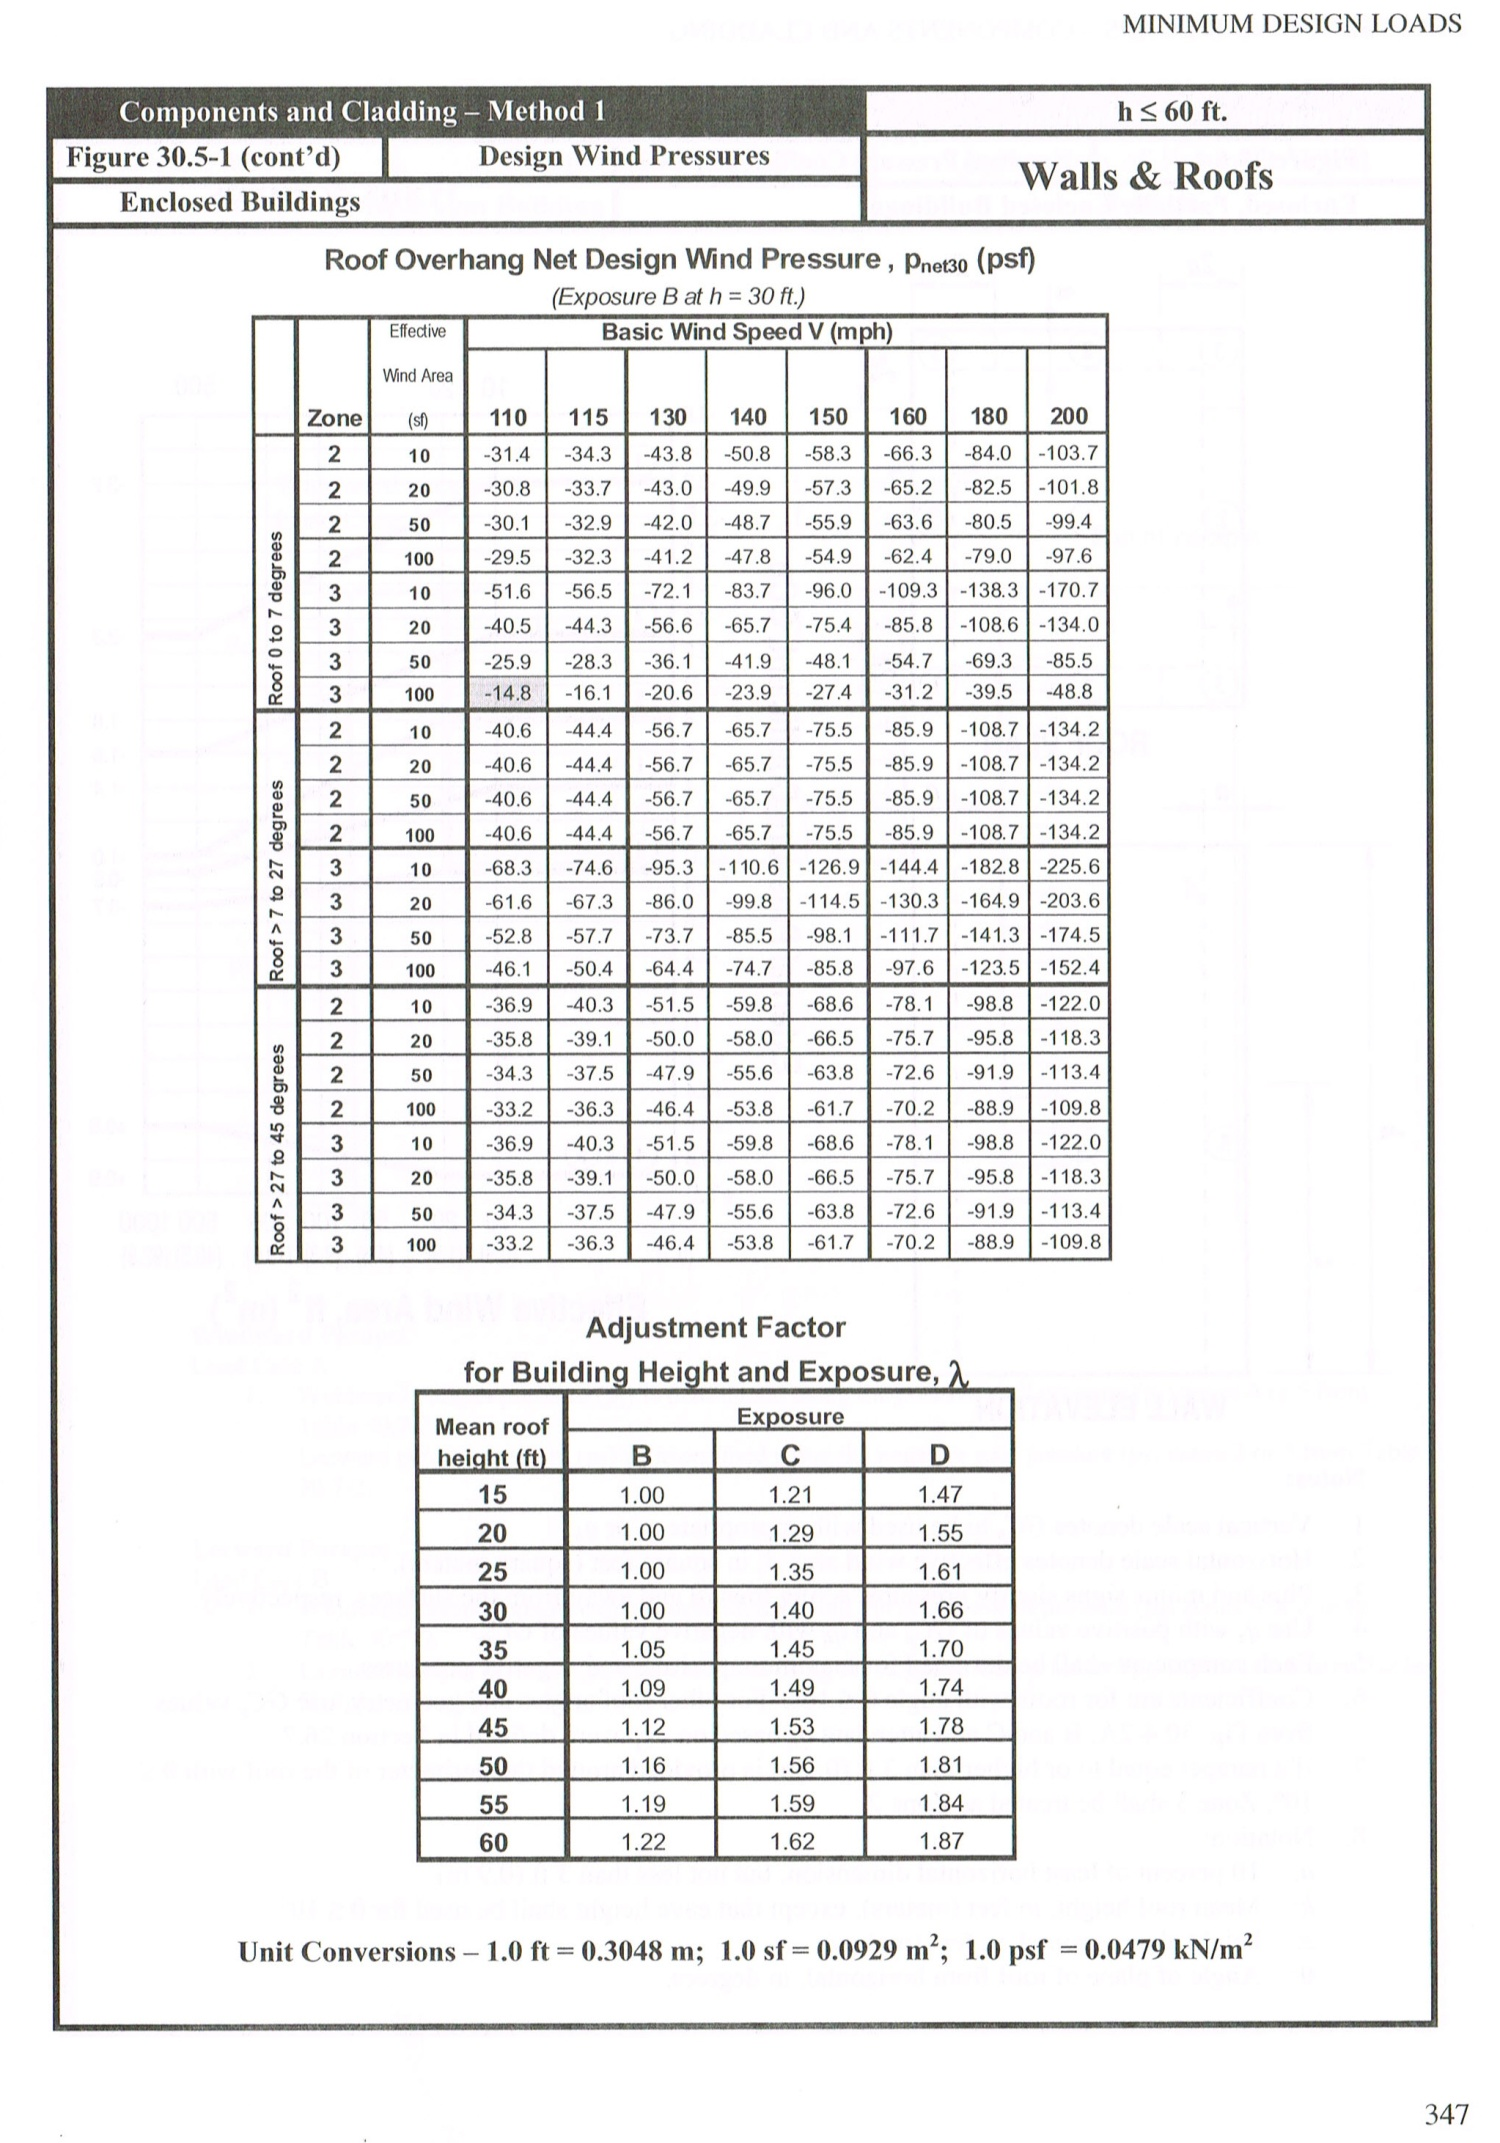 MINIMUM DESIGN LOADS
Components and Cladding – Method 1
h ≤ 60 ft.
Figure 30.5-1 (cont'd)
Design Wind Pressures
Walls & Roofs
Enclosed Buildings
Roof Overhang Net Design Wind Pressure , pnet30 (psf)
(Exposure B at h = 30 ft.)
Zone Effective Wind Area (sf) Basic Wind Speed V (mph)
110 115 130 140 150 160 180 200
Roof 0 to 7 degrees
2 10 -31.4 -34.3 -43.8 -50.8 -58.3 -66.3 -84.0 -103.7
2 20 -30.8 -33.7 -43.0 -49.9 -57.3 -65.2 -82.5 -101.8
2 50 -30.1 -32.9 -42.0 -48.7 -55.9 -63.6 -80.5 -99.4
2 100 -29.5 -32.3 -41.2 -47.8 -54.9 -62.4 -79.0 -97.6
3 10 -51.6 -56.5 -72.1 -83.7 -96.0 -109.3 -138.3 -170.7
3 20 -40.5 -44.3 -56.6 -65.7 -75.4 -85.8 -108.6 -134.0
3 50 -25.9 -28.3 -36.1 -41.9 -48.1 -54.7 -69.3 -85.5
3 100 -14.8 -16.1 -20.6 -23.9 -27.4 -31.2 -39.5 -48.8
Roof > 7 to 27 degrees
2 10 -40.6 -44.4 -56.7 -65.7 -75.5 -85.9 -108.7 -134.2
2 20 -40.6 -44.4 -56.7 -65.7 -75.5 -85.9 -108.7 -134.2
2 50 -40.6 -44.4 -56.7 -65.7 -75.5 -85.9 -108.7 -134.2
2 100 -40.6 -44.4 -56.7 -65.7 -75.5 -85.9 -108.7 -134.2
3 10 -68.3 -74.6 -95.3 -110.6 -126.9 -144.4 -182.8 -225.6
3 20 -61.6 -67.3 -86.0 -99.8 -114.5 -130.3 -164.9 -203.6
3 50 -52.8 -57.7 -73.7 -85.5 -98.1 -111.7 -141.3 -174.5
3 100 -46.1 -50.4 -64.4 -74.7 -85.8 -97.6 -123.5 -152.4
Roof > 27 to 45 degrees
2 10 -36.9 -40.3 -51.5 -59.8 -68.6 -78.1 -98.8 -122.0
2 20 -35.8 -39.1 -50.0 -58.0 -66.5 -75.7 -95.8 -118.3
2 50 -34.3 -37.5 -47.9 -55.6 -63.8 -72.6 -91.9 -113.4
2 100 -33.2 -36.3 -46.4 -53.8 -61.7 -70.2 -88.9 -109.8
3 10 -36.9 -40.3 -51.5 -59.8 -68.6 -78.1 -98.8 -122.0
3 20 -35.8 -39.1 -50.0 -58.0 -66.5 -75.7 -95.8 -118.3
3 50 -34.3 -37.5 -47.9 -55.6 -63.8 -72.6 -91.9 -113.4
3 100 -33.2 -36.3 -46.4 -53.8 -61.7 -70.2 -88.9 -109.8
Adjustment Factor
for Building Height and Exposure, λ
Mean roof height (ft) Exposure
B C D
15 1.00 1.21 1.47
20 1.00 1.29 1.55
25 1.00 1.35 1.61
30 1.00 1.40 1.66
35 1.05 1.45 1.70
40 1.09 1.49 1.74
45 1.12 1.53 1.78
50 1.16 1.56 1.81
55 1.19 1.59 1.84
60 1.22 1.62 1.87
Unit Conversions – 1.0 ft = 0.3048 m; 1.0 sf = 0.0929 m²; 1.0 psf = 0.0479 kN/m²
347